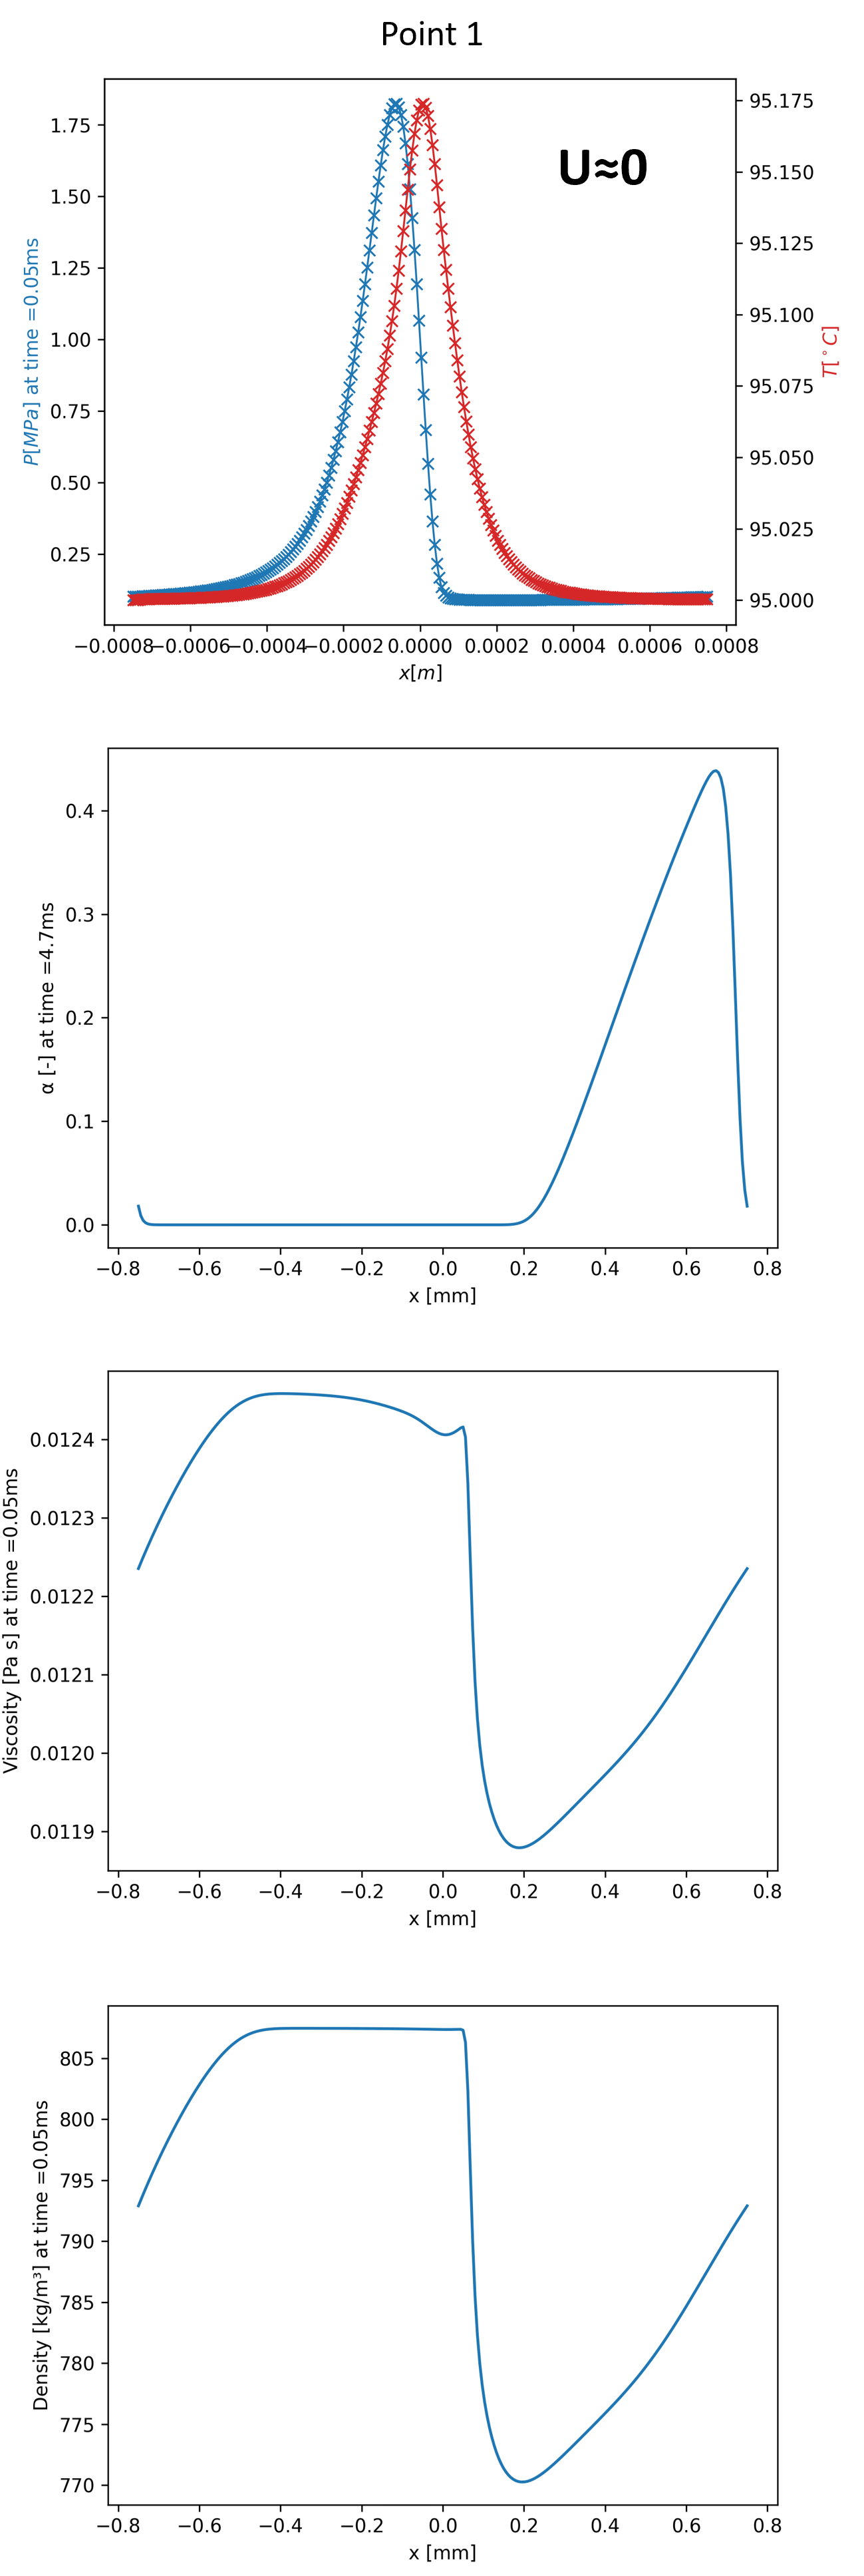 Point 1
U≈0
P[MPa] at time =0.05ms
1.75
1.50
1.25
1.00
0.75
0.50
0.25
95.175
95.150
95.125
95.100
95.075
95.050
95.025
95.000
T[°C]
−0.0008 −0.0006 −0.0004 −0.0002 0.0000 0.0002 0.0004 0.0006 0.0008
x[m]
α [-] at time =4.7ms
0.4
0.3
0.2
0.1
0.0
−0.8 −0.6 −0.4 −0.2 0.0 0.2 0.4 0.6 0.8
x [mm]
Viscosity [Pa s] at time =0.05ms
0.0124
0.0123
0.0122
0.0121
0.0120
0.0119
−0.8 −0.6 −0.4 −0.2 0.0 0.2 0.4 0.6 0.8
x [mm]
Density [kg/m³] at time =0.05ms
805
800
795
790
785
780
775
770
−0.8 −0.6 −0.4 −0.2 0.0 0.2 0.4 0.6 0.8
x [mm]